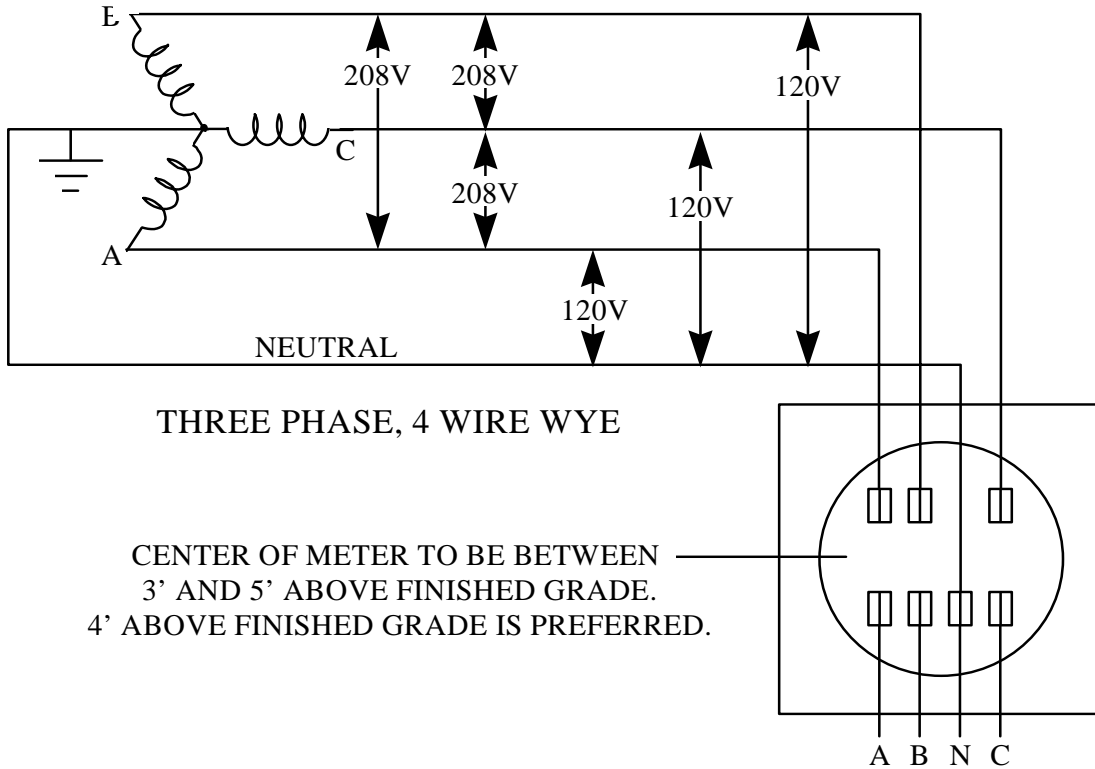 E
208V
208V
120V
C
208V
120V
A
120V
NEUTRAL
THREE PHASE, 4 WIRE WYE
CENTER OF METER TO BE BETWEEN
3’ AND 5’ ABOVE FINISHED GRADE.
4’ ABOVE FINISHED GRADE IS PREFERRED.
A B N C